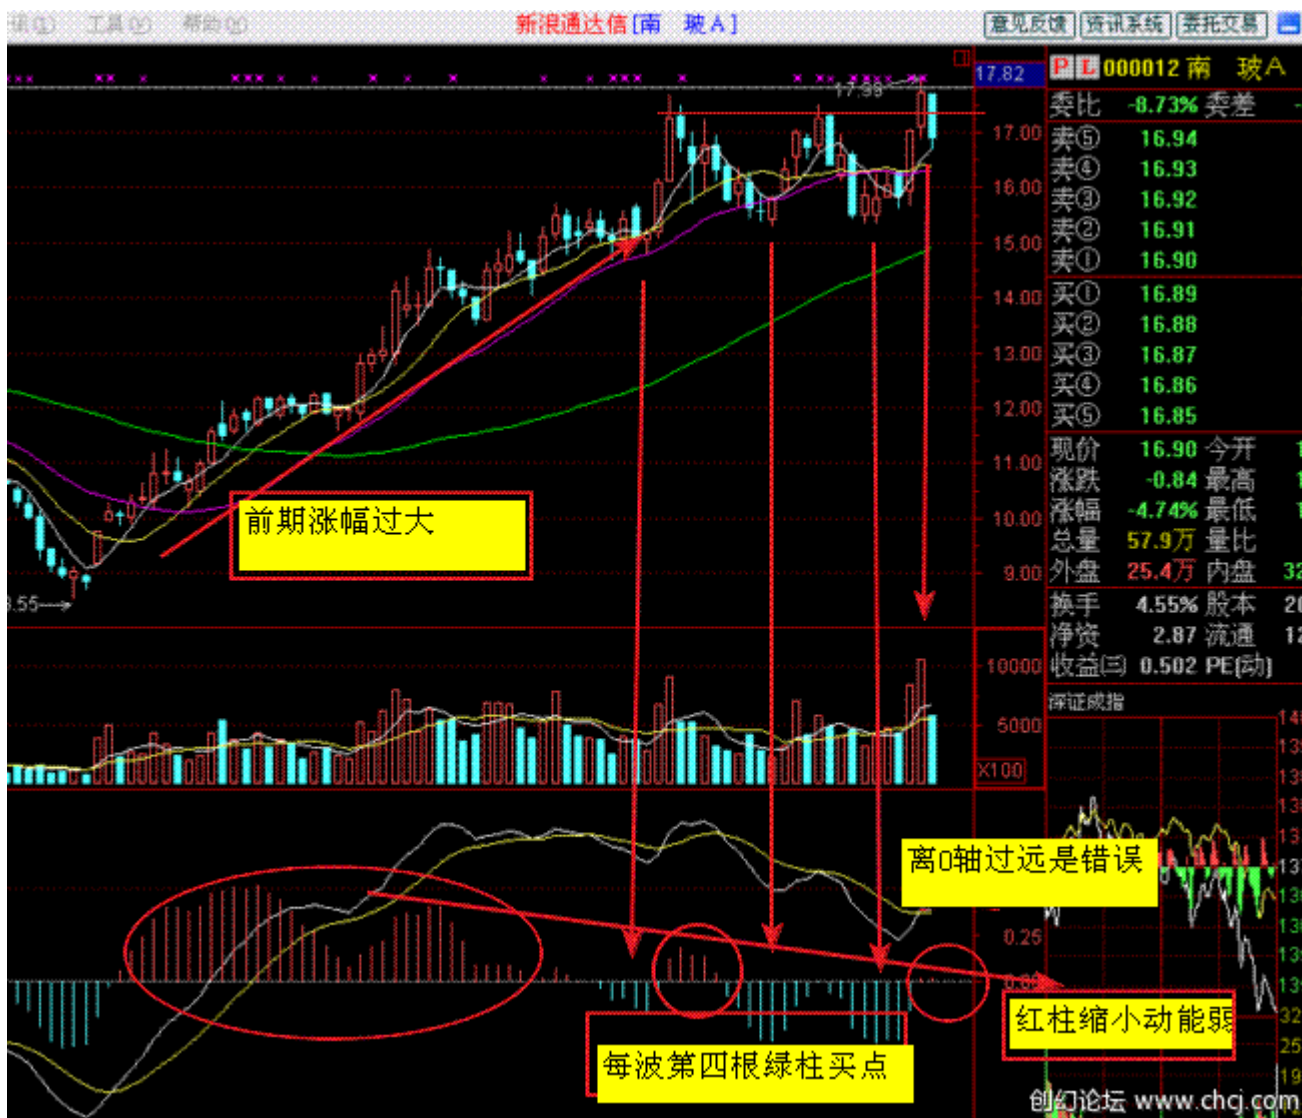 工具(Y) 帮助(X) 新浪通达信[南 玻A] 意见反馈 资讯系统 委托交易
17.82 P L 000012 南 玻A
17.99
委比 -8.73% 委差
17.00
卖⑤ 16.94
卖④ 16.93
16.00
卖③ 16.92
卖② 16.91
15.00
卖① 16.90
买① 16.89
14.00
买② 16.88
买③ 16.87
13.00
买④ 16.86
12.00
买⑤ 16.85
现价 16.90 今开
11.00
涨跌 -0.84 最高
涨幅 -4.74% 最低
前期涨幅过大
10.00
总量 57.9万 量比
9.00
外盘 25.4万 内盘 32
.55
换手 4.55% 股本 20
净资 2.87 流通 12
10000
收益㈢ 0.502 PE(动)
深证成指
5000
X100
离0轴过远是错误
0.25
0.00
红柱缩小动能弱
每波第四根绿柱买点
创幻论坛 www.chcj.com